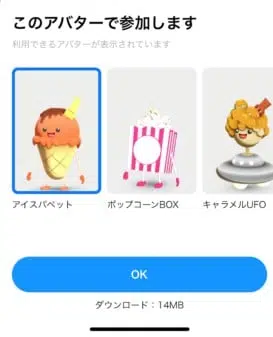 このアバターで参加します
利用できるアバターが表示されています
アイスパペット
ポップコーンBOX
キャラメルUFO
OK
ダウンロード：14MB